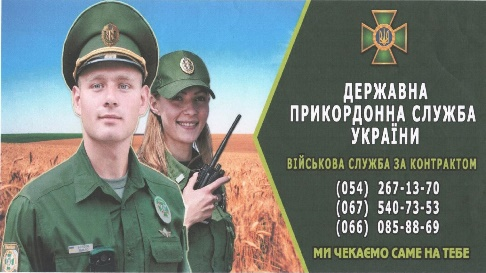 ДЕРЖАВНА
ПРИКОРДОННА СЛУЖБА
УКРАЇНИ
ВІЙСЬКОВА СЛУЖБА ЗА КОНТРАКТОМ
(054) 267-13-70
(067) 540-73-53
(066) 085-88-69
МИ ЧЕКАЄМО САМЕ НА ТЕБЕ